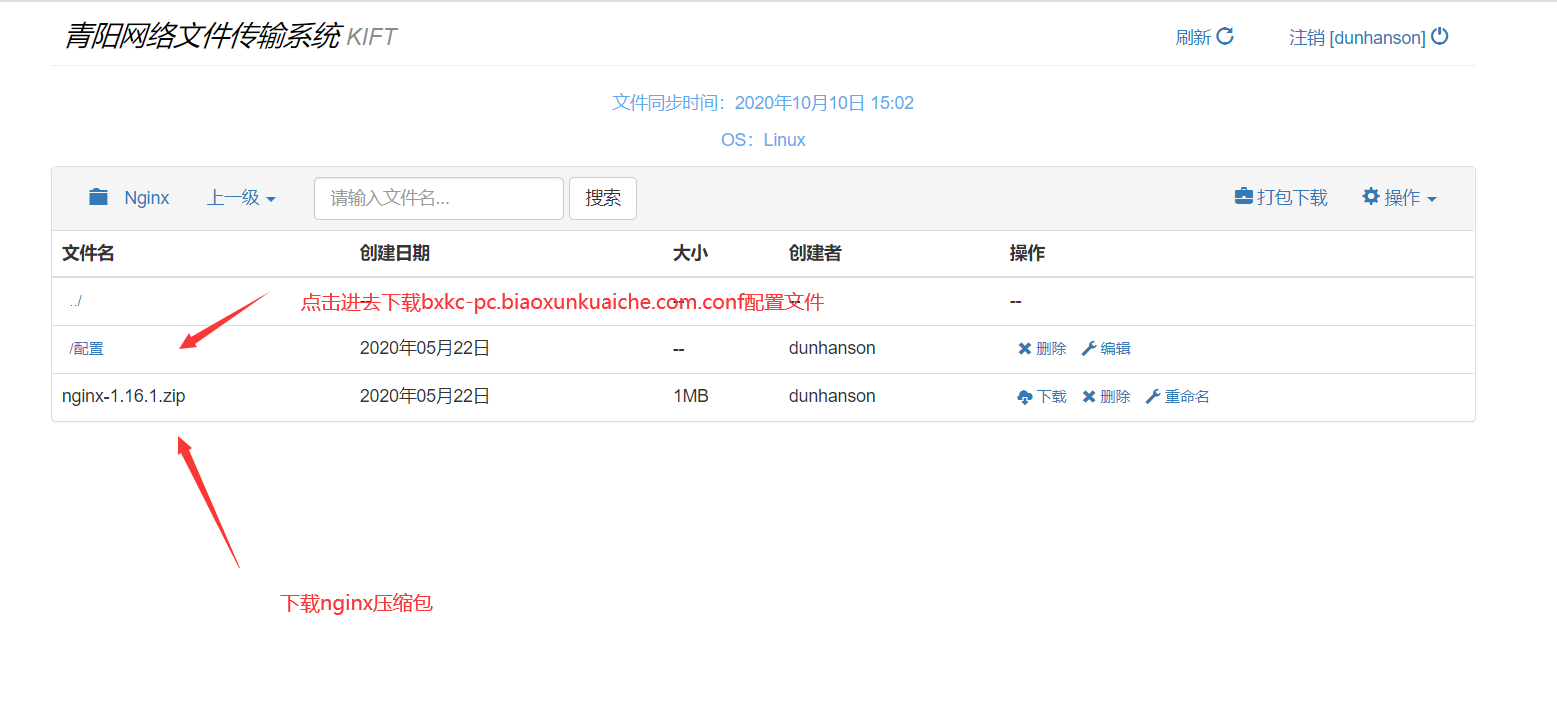 青阳网络文件传输系统 KIFT 刷新 注销 [dunhanson]
文件同步时间：2020年10月10日 15:02
OS：Linux
Nginx 上一级 请输入文件名... 搜索 打包下载 操作
文件名 创建日期 大小 创建者 操作
../ -- -- -- --
点击进去下载bxkc-pc.biaoxunkuaiche.com.conf配置文件
/配置 2020年05月22日 -- dunhanson 删除 编辑
nginx-1.16.1.zip 2020年05月22日 1MB dunhanson 下载 删除 重命名
下载nginx压缩包